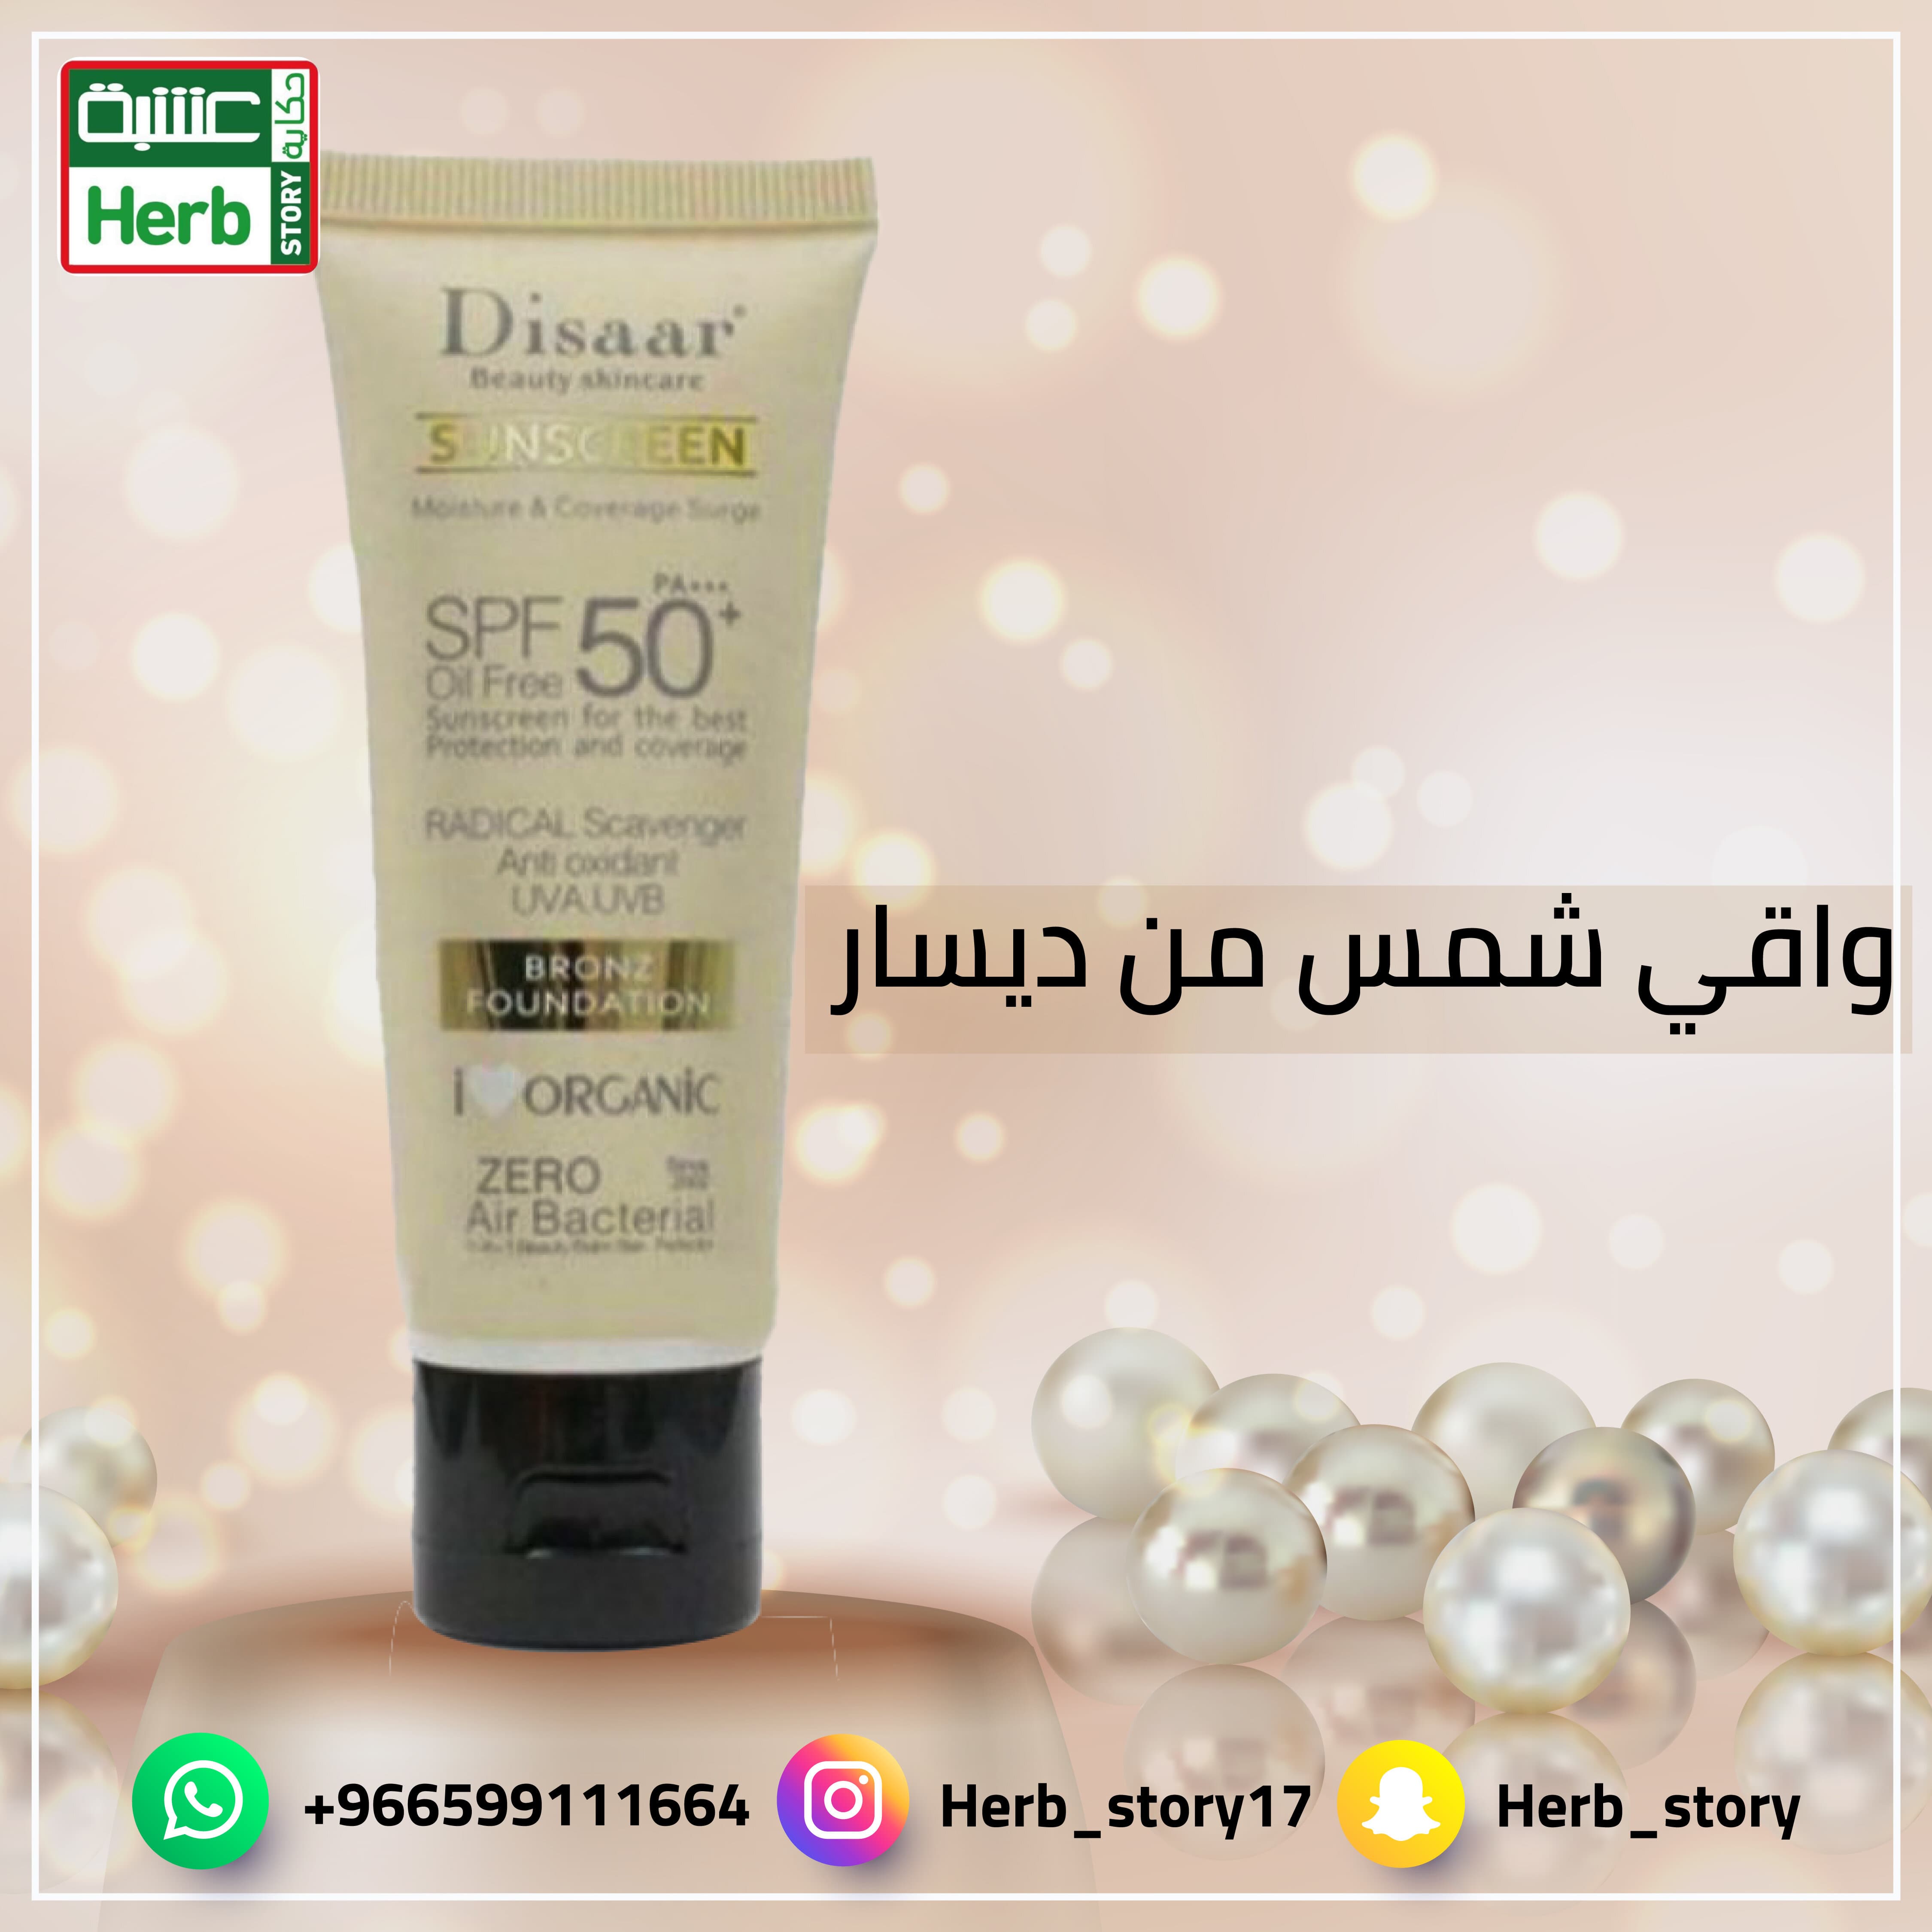 عشبة
حكاية
Herb
STORY
Disaar
Beauty skincare
SUNSCREEN
Moisture & Coverage Surge
PA+++
SPF 50+
Oil Free
Sunscreen for the best
Protection and coverage
RADICAL Scavenger
Anti oxidant
UVA.UVB
BRONZ
FOUNDATION
i ORGANiC
ZERO
Air Bacterial
واقي شمس من ديسار
+966599111664
Herb_story17
Herb_story